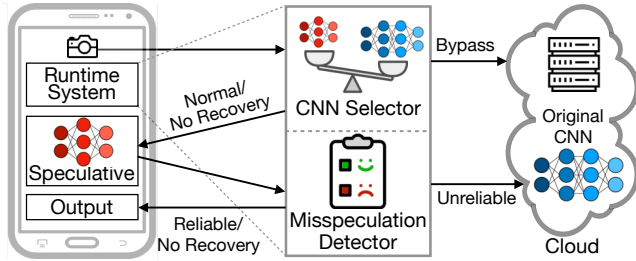 Runtime
System
Speculative
Output
Normal/
No Recovery
Reliable/
No Recovery
CNN Selector
Misspeculation
Detector
Bypass
Unreliable
Original
CNN
Cloud